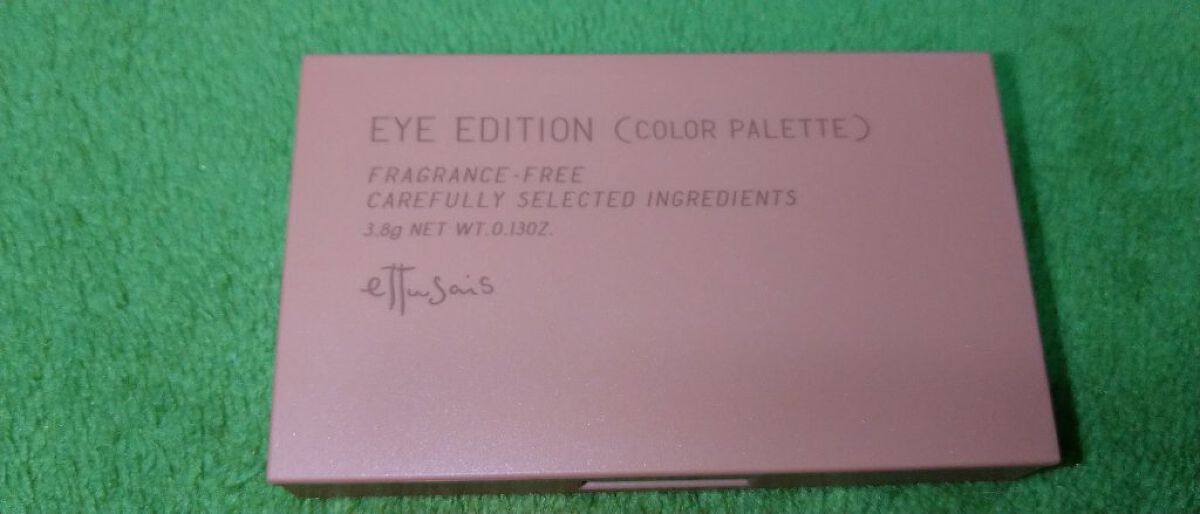 EYE EDITION (COLOR PALETTE)
FRAGRANCE-FREE
CAREFULLY SELECTED INGREDIENTS
3.8g NET WT.0.13OZ.
ettusais